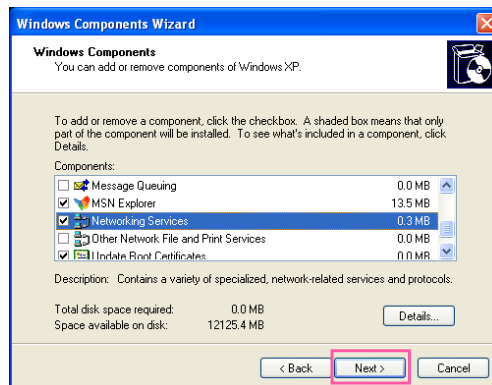 Windows Components Wizard
Windows Components
You can add or remove components of Windows XP.
To add or remove a component, click the checkbox. A shaded box means that only
part of the component will be installed. To see what's included in a component, click
Details.
Components:
Message Queuing 0.0 MB
MSN Explorer 13.5 MB
Networking Services 0.3 MB
Other Network File and Print Services 0.0 MB
Update Root Certificates 0.0 MB
Description: Contains a variety of specialized, network-related services and protocols.
Total disk space required: 0.0 MB
Space available on disk: 12125.4 MB
Details...
< Back Next > Cancel